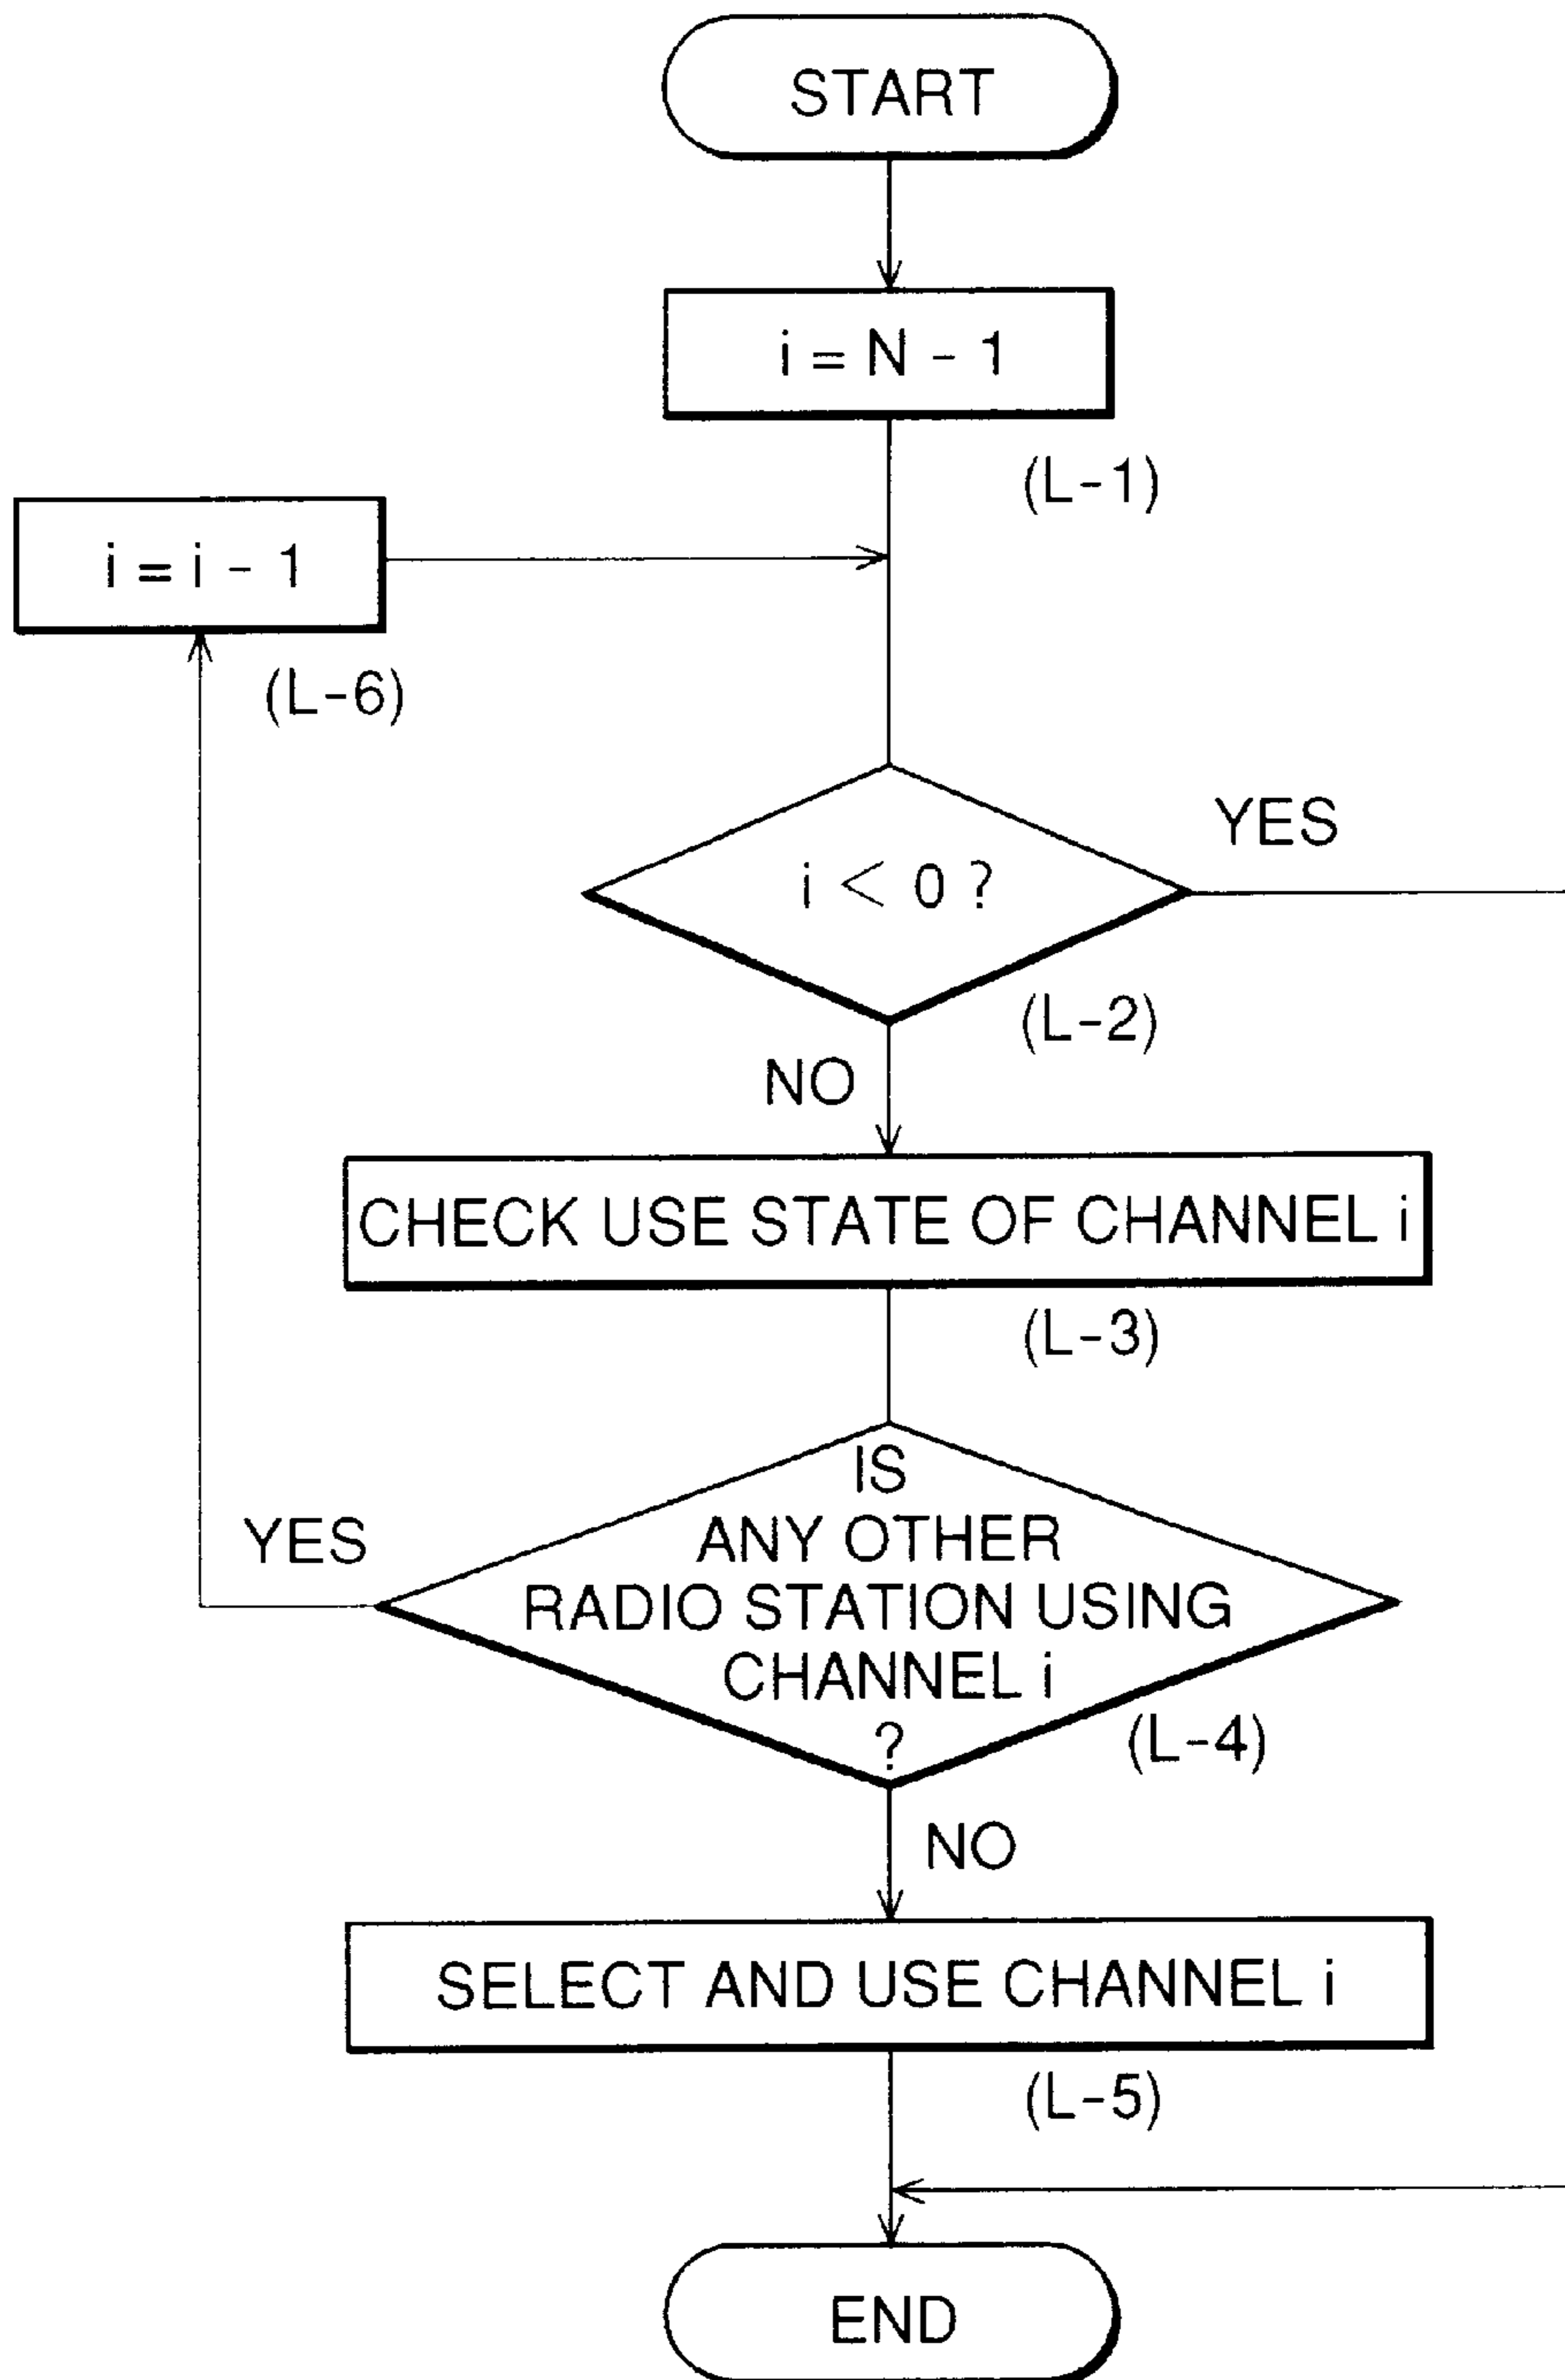 START
i = N - 1
(L-1)
i = i - 1
(L-6)
YES
i < 0 ?
(L-2)
NO
CHECK USE STATE OF CHANNEL i
(L-3)
IS
ANY OTHER
YES
RADIO STATION USING
CHANNEL i
?
(L-4)
NO
SELECT AND USE CHANNEL i
(L-5)
END